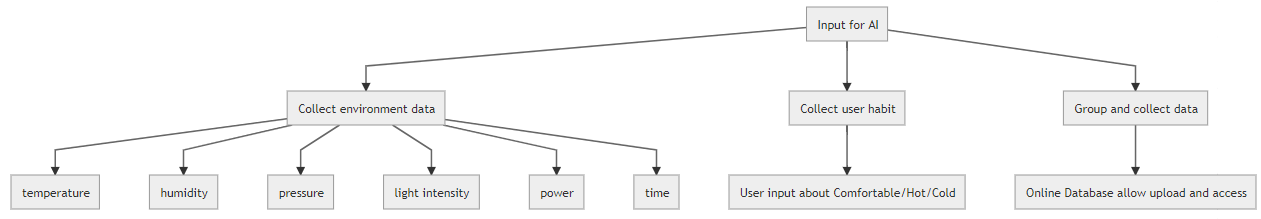 Input for AI
Collect environment data
Collect user habit
Group and collect data
temperature
humidity
pressure
light intensity
power
time
User input about Comfortable/Hot/Cold
Online Database allow upload and access